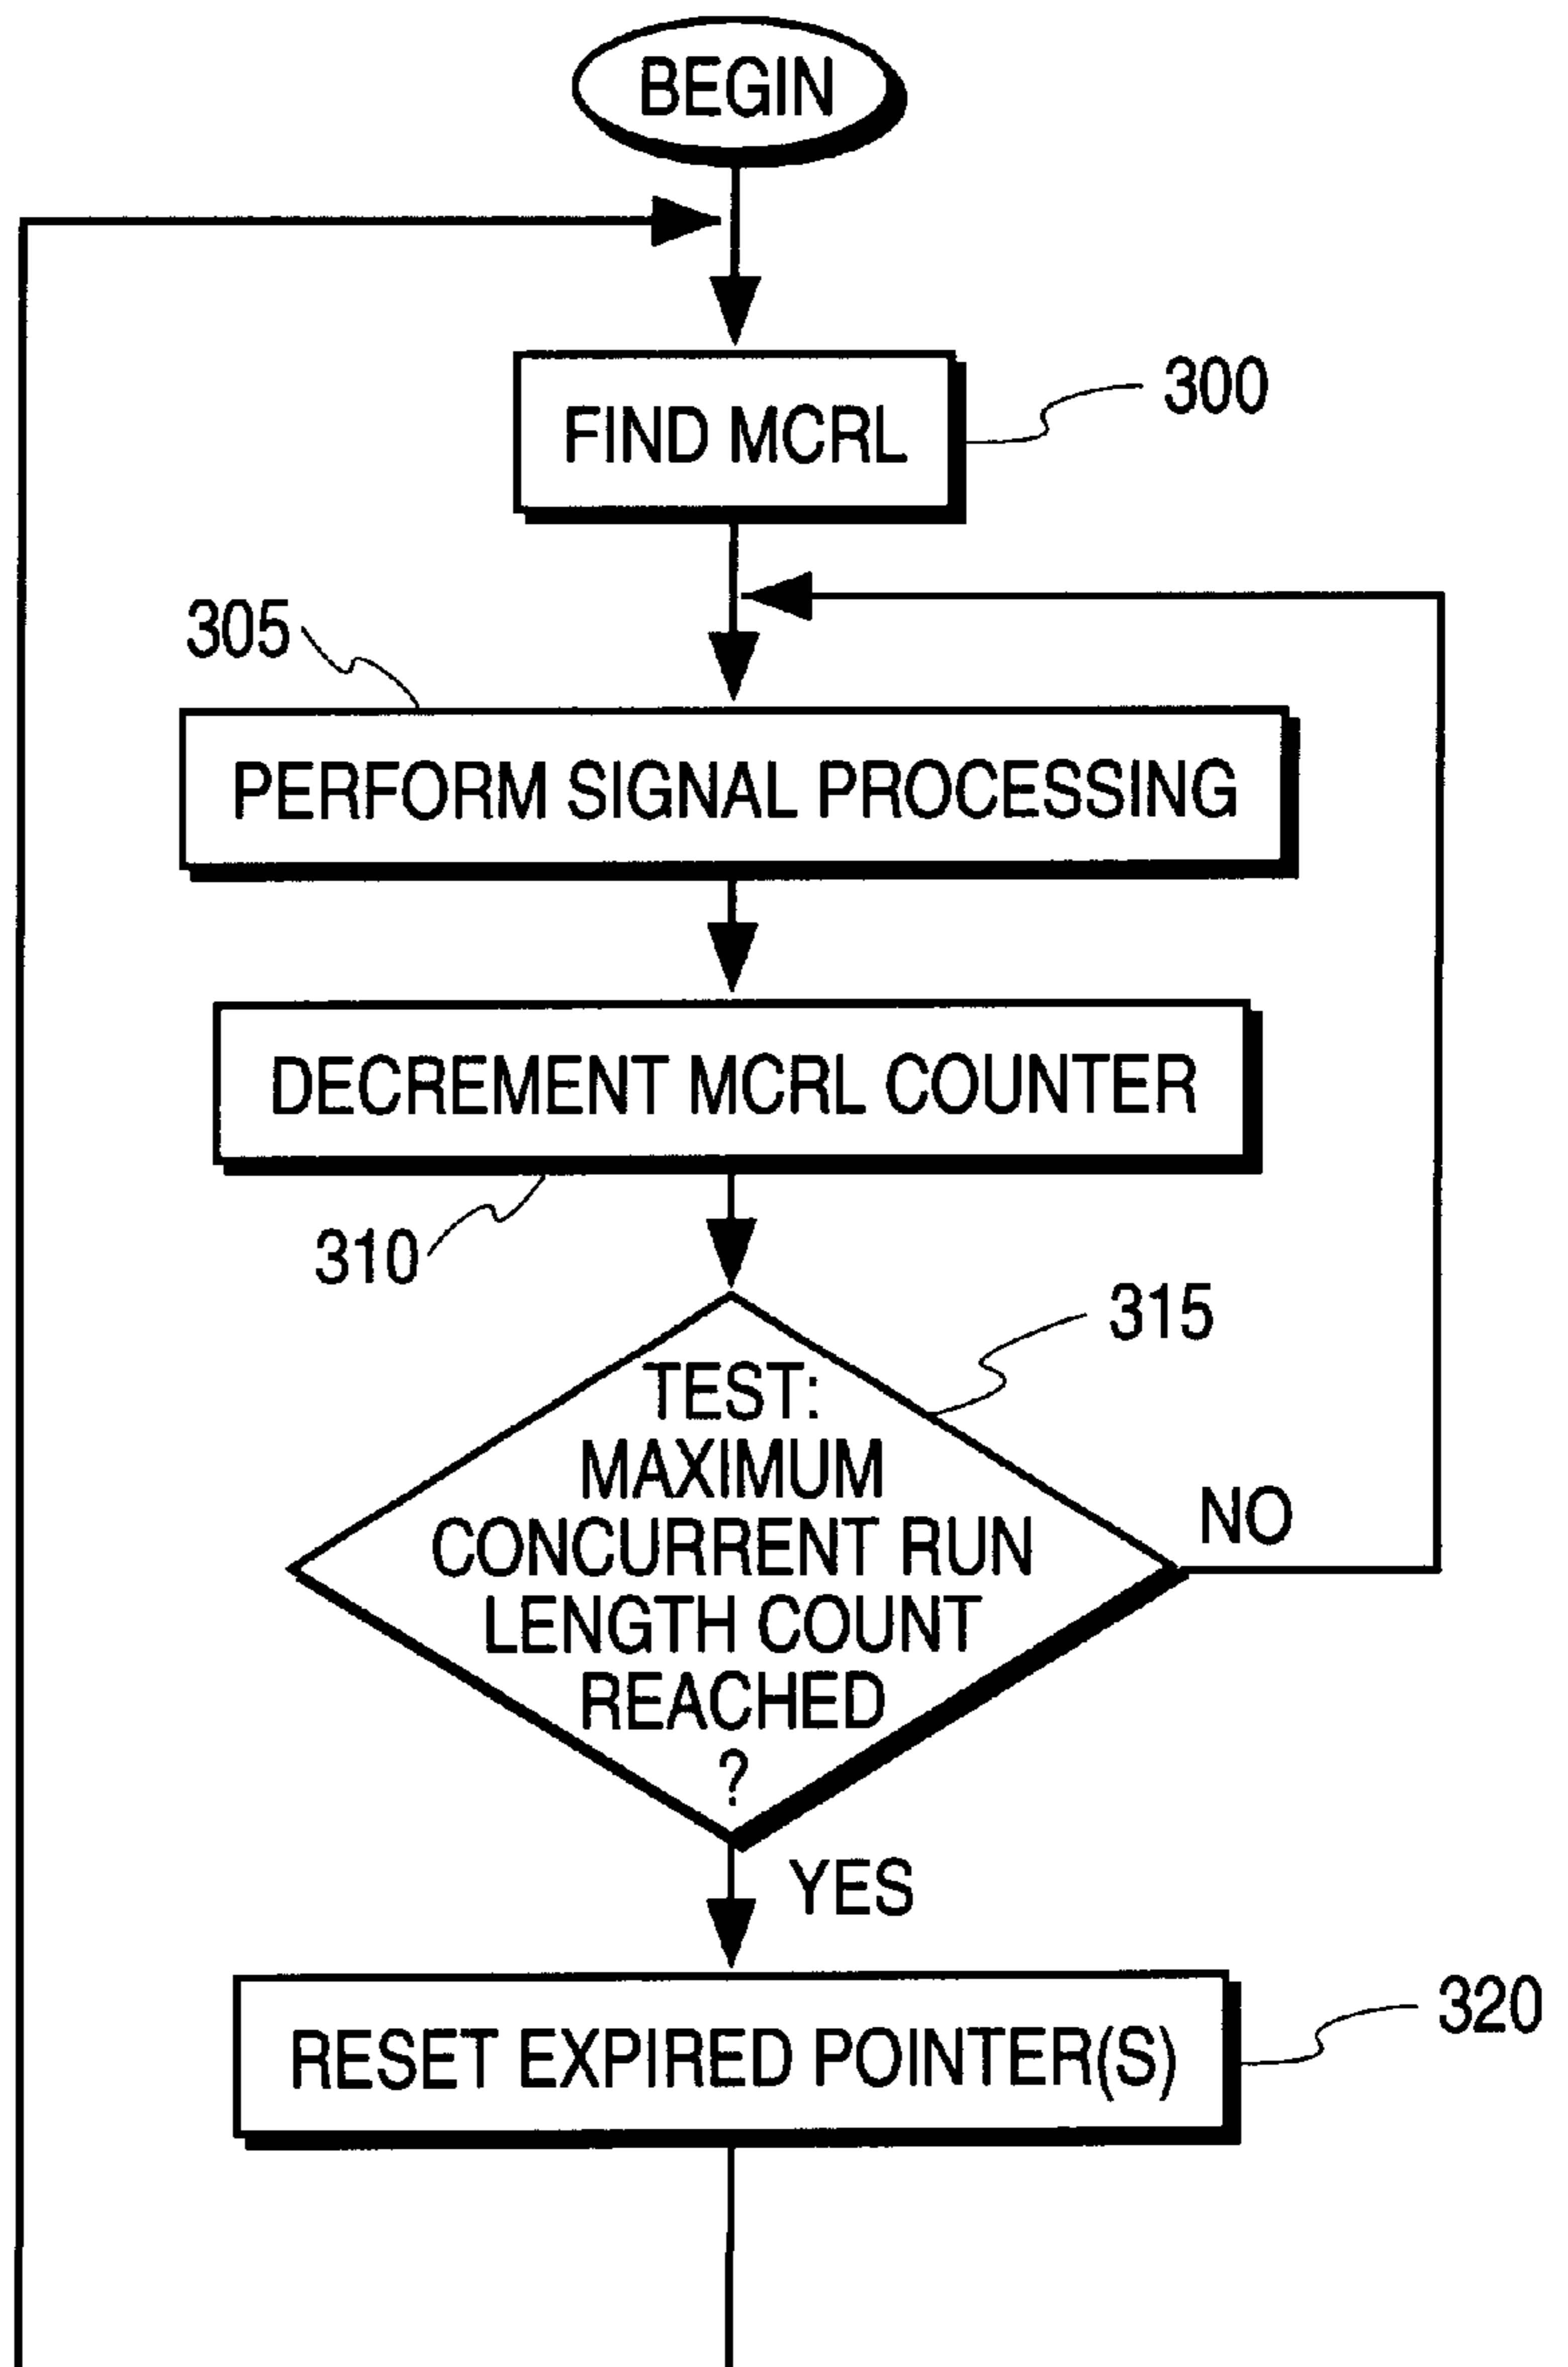 BEGIN
FIND MCRL
300
305
PERFORM SIGNAL PROCESSING
DECREMENT MCRL COUNTER
310
315
TEST:
MAXIMUM
CONCURRENT RUN
LENGTH COUNT
REACHED
?
NO
YES
RESET EXPIRED POINTER(S)
320